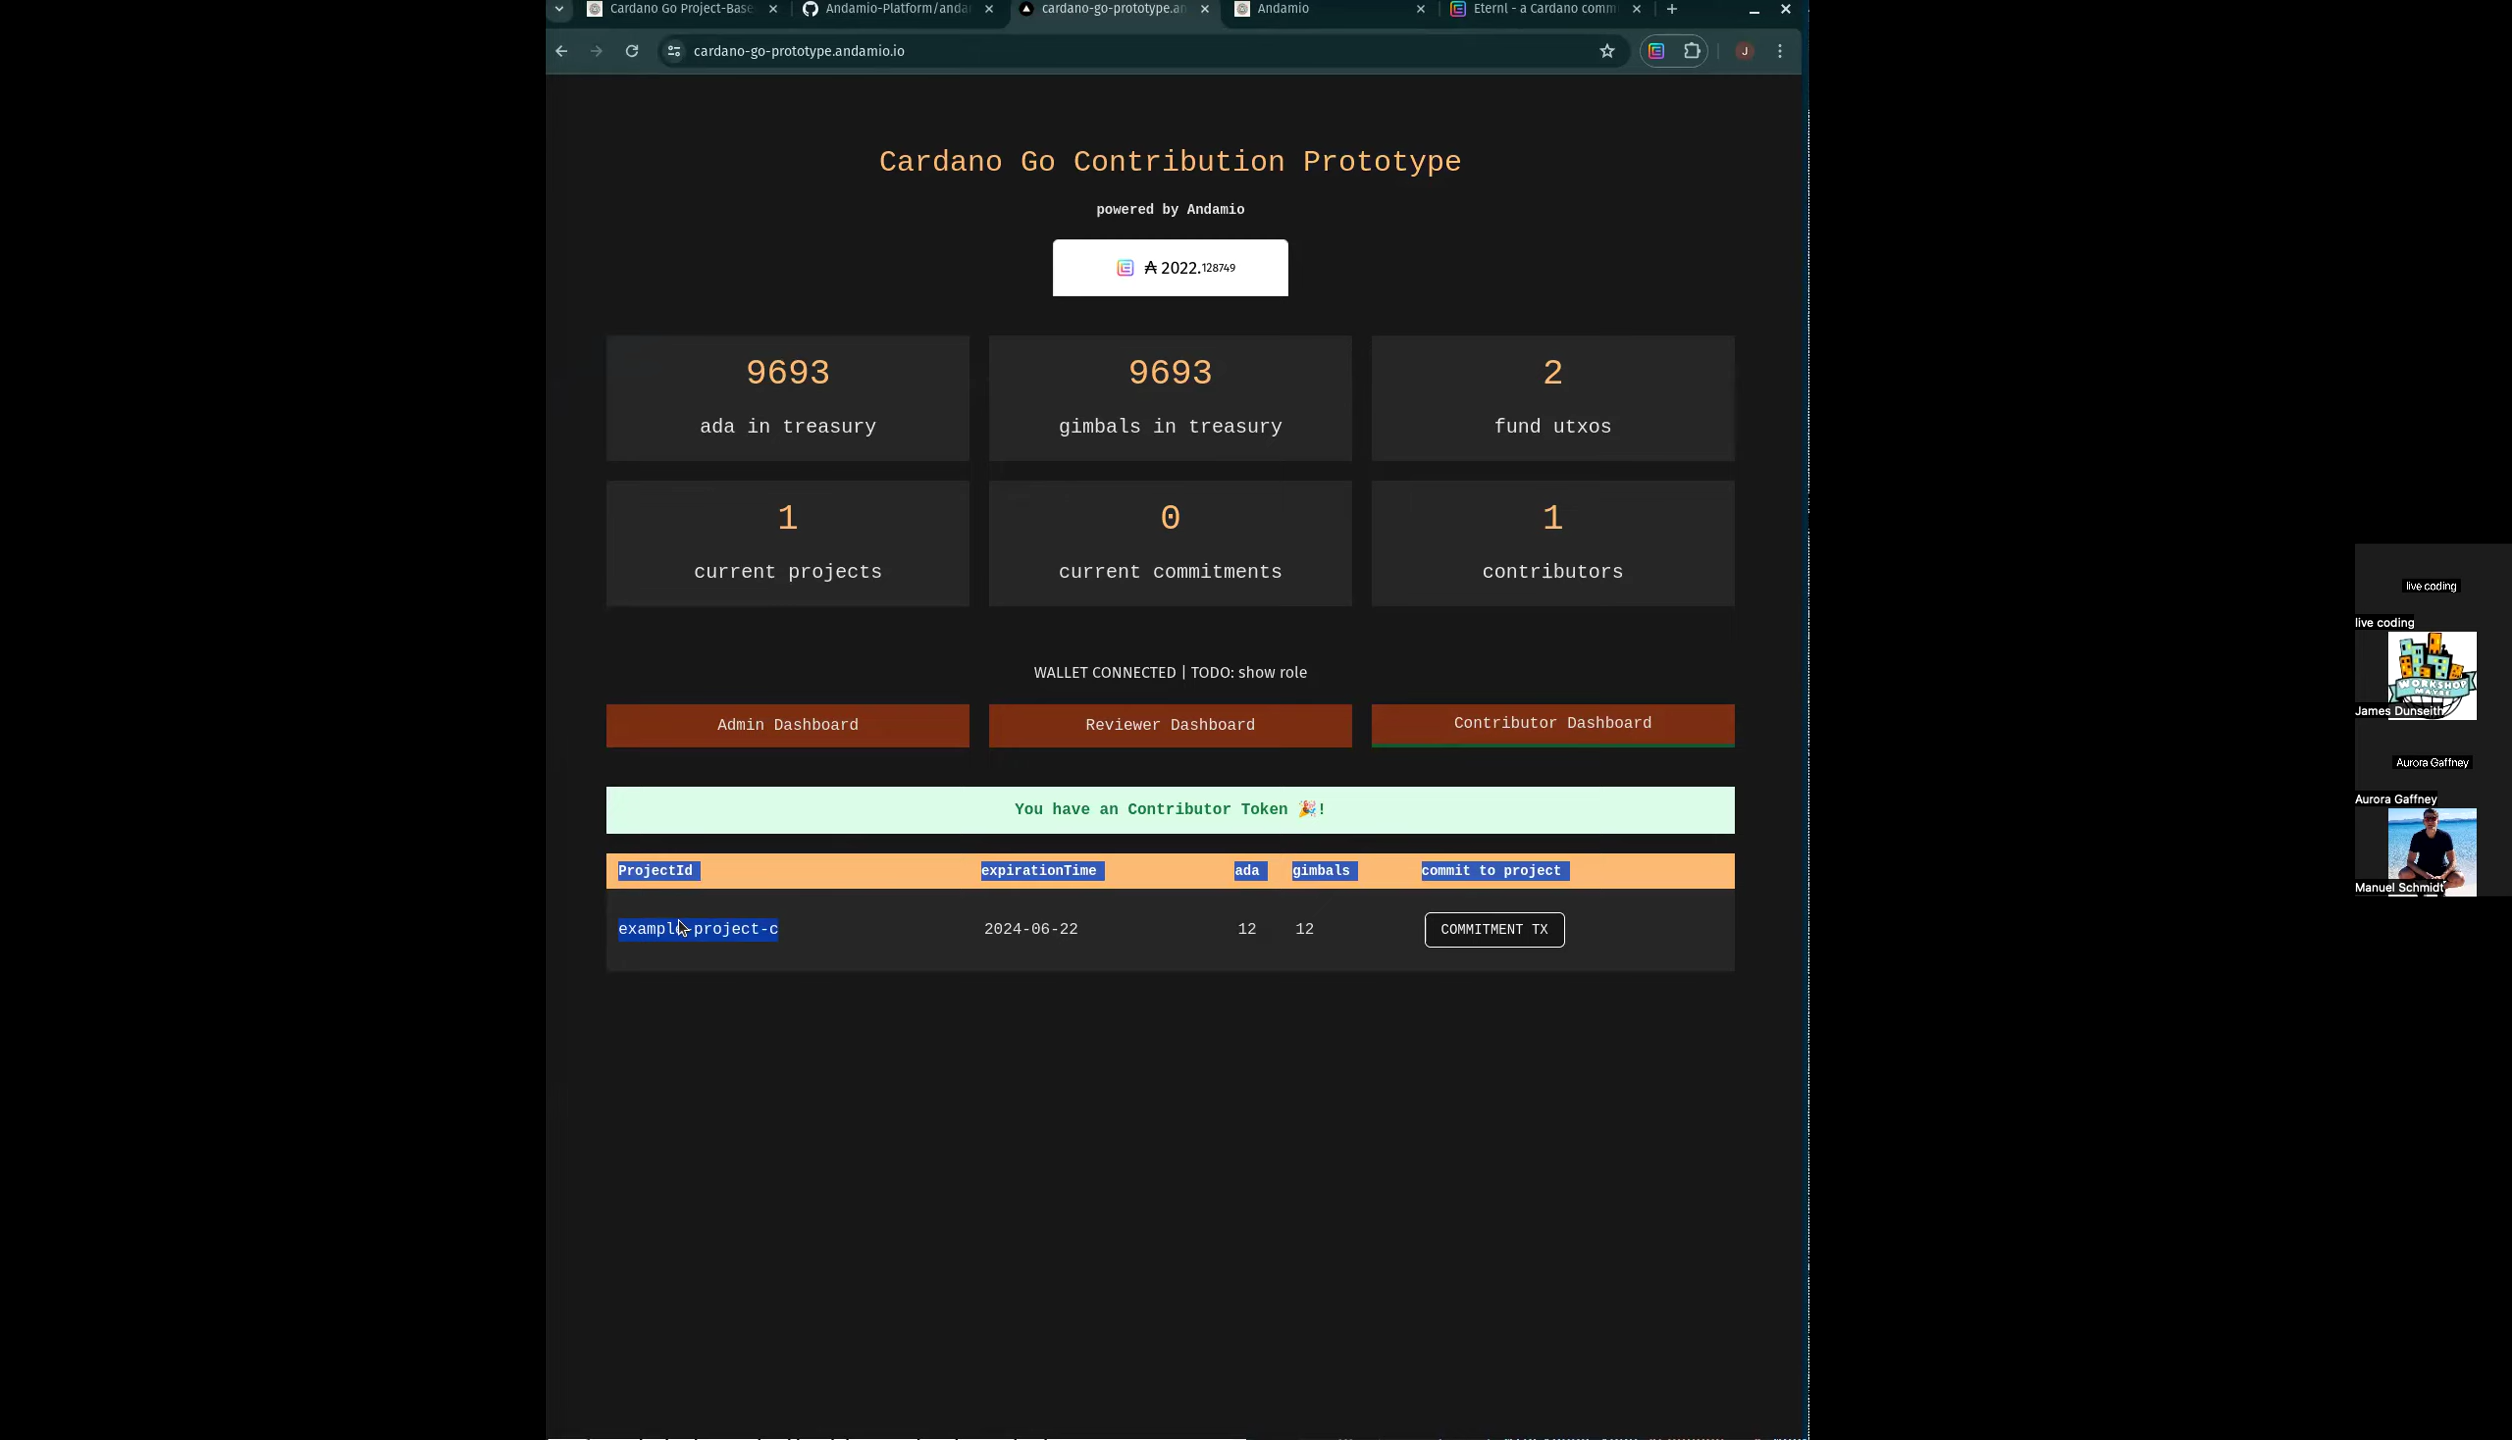 Cardano Go Project-Base
Andamio-Platform/andar
cardano-go-prototype.an
Andamio
Eternl - a Cardano comm
cardano-go-prototype.andamio.io
J
Cardano Go Contribution Prototype
powered by Andamio
₳ 2022.128749
9693
ada in treasury
9693
gimbals in treasury
2
fund utxos
1
current projects
0
current commitments
1
contributors
WALLET CONNECTED | TODO: show role
Admin Dashboard
Reviewer Dashboard
Contributor Dashboard
You have an Contributor Token 🎉!
ProjectId expirationTime ada gimbals commit to project
example-project-c 2024-06-22 12 12 COMMITMENT TX
live coding
live coding
WORKSHOP
MAYBE
James Dunseith
Aurora Gaffney
Aurora Gaffney
Manuel Schmidt